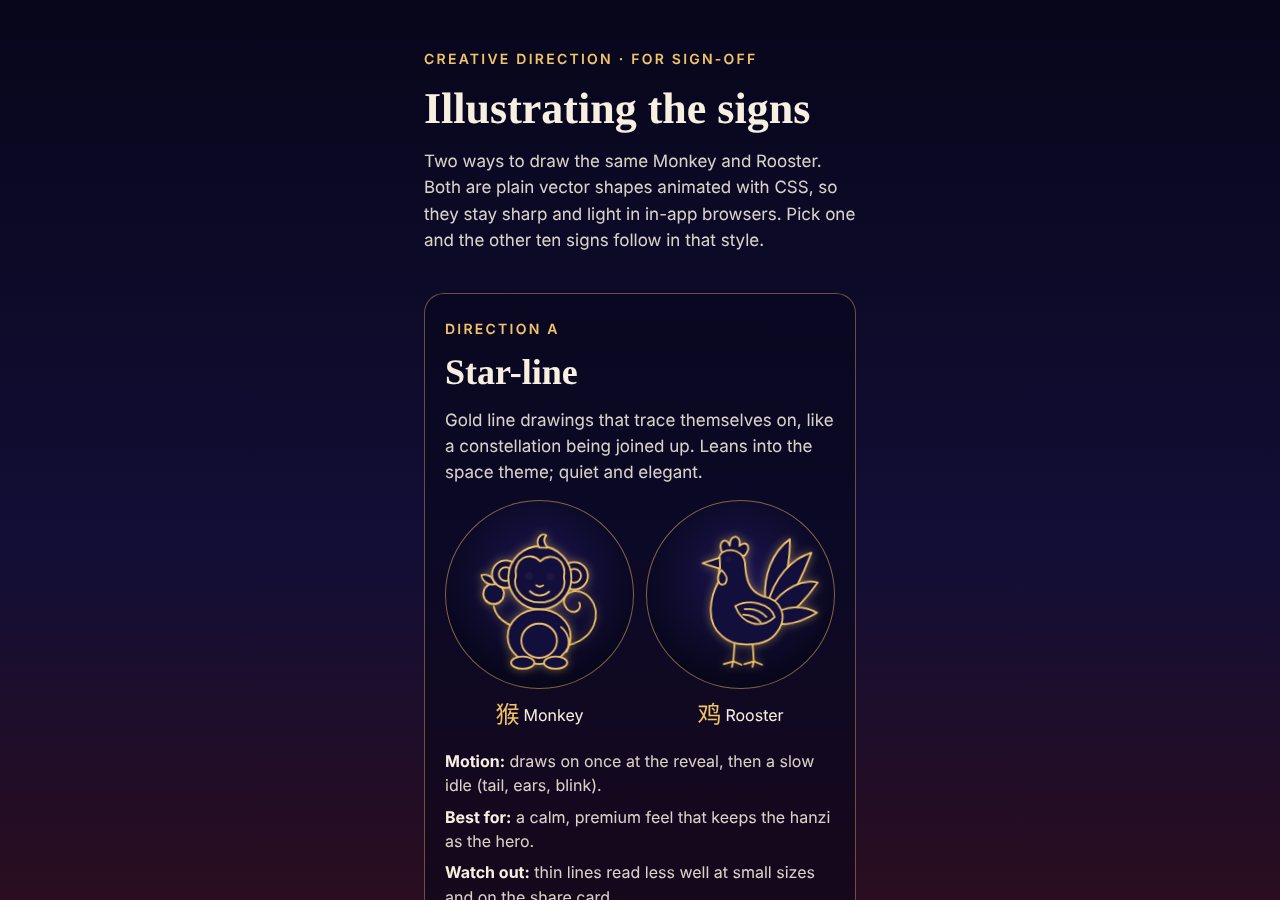 CREATIVE DIRECTION · FOR SIGN-OFF
Illustrating the signs
Two ways to draw the same Monkey and Rooster.
Both are plain vector shapes animated with CSS, so
they stay sharp and light in in-app browsers. Pick one
and the other ten signs follow in that style.
DIRECTION A
Star-line
Gold line drawings that trace themselves on, like
a constellation being joined up. Leans into the
space theme; quiet and elegant.
猴 Monkey
鸡 Rooster
Motion: draws on once at the reveal, then a slow
idle (tail, ears, blink).
Best for: a calm, premium feel that keeps the hanzi
as the hero.
Watch out: thin lines read less well at small sizes
and on the share card.